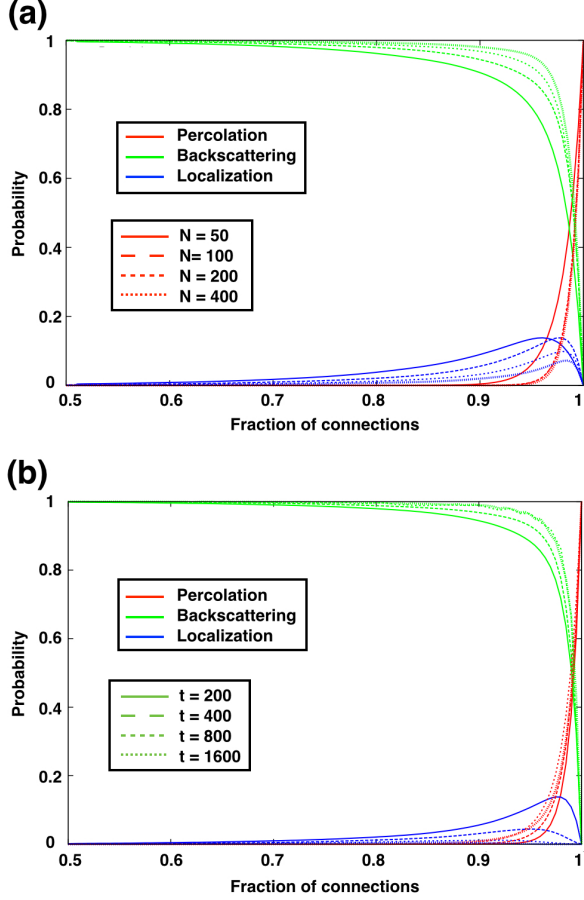 (a)
1
0.8
0.6
0.4
0.2
0
Probability
Percolation
Backscattering
Localization
N = 50
N= 100
N = 200
N = 400
0.5
0.6
0.7
0.8
0.9
1
Fraction of connections
(b)
1
0.8
0.6
0.4
0.2
0
Probability
Percolation
Backscattering
Localization
t = 200
t = 400
t = 800
t = 1600
0.5
0.6
0.7
0.8
0.9
1
Fraction of connections